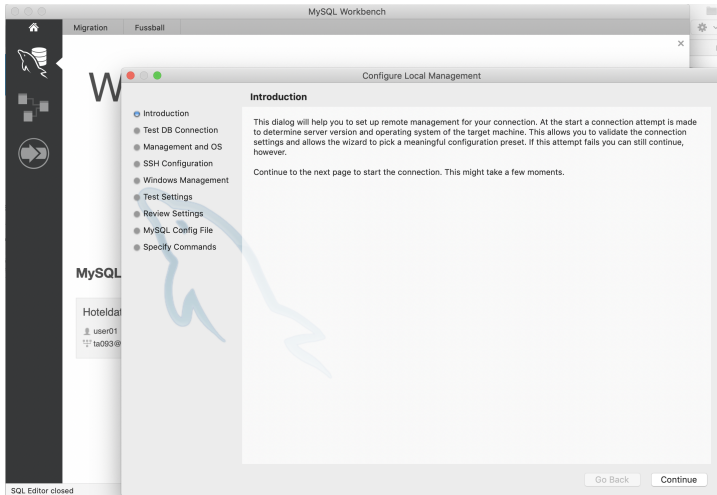 MySQL Workbench
Migration
Fussball
W
Configure Local Management
Introduction
Introduction
Test DB Connection
Management and OS
SSH Configuration
Windows Management
Test Settings
Review Settings
MySQL Config File
Specify Commands
This dialog will help you to set up remote management for your connection. At the start a connection attempt is made
to determine server version and operating system of the target machine. This allows you to validate the connection
settings and allows the wizard to pick a meaningful configuration preset. If this attempt fails you can still continue,
however.
Continue to the next page to start the connection. This might take a few moments.
MySQL
Hoteldat
user01
ta093@
Go Back
Continue
SQL Editor closed